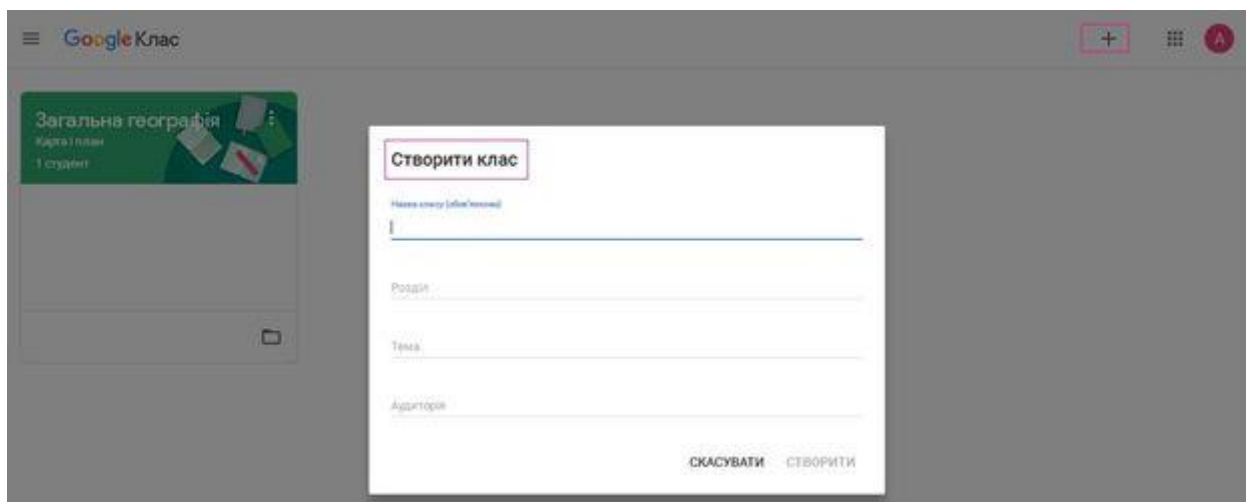 Google Клас
A
Загальна географія
Карта і план
1 студент
Створити клас
Назва класу (обов'язково)
Розділ
Тема
Аудиторія
СКАСУВАТИ СТВОРИТИ